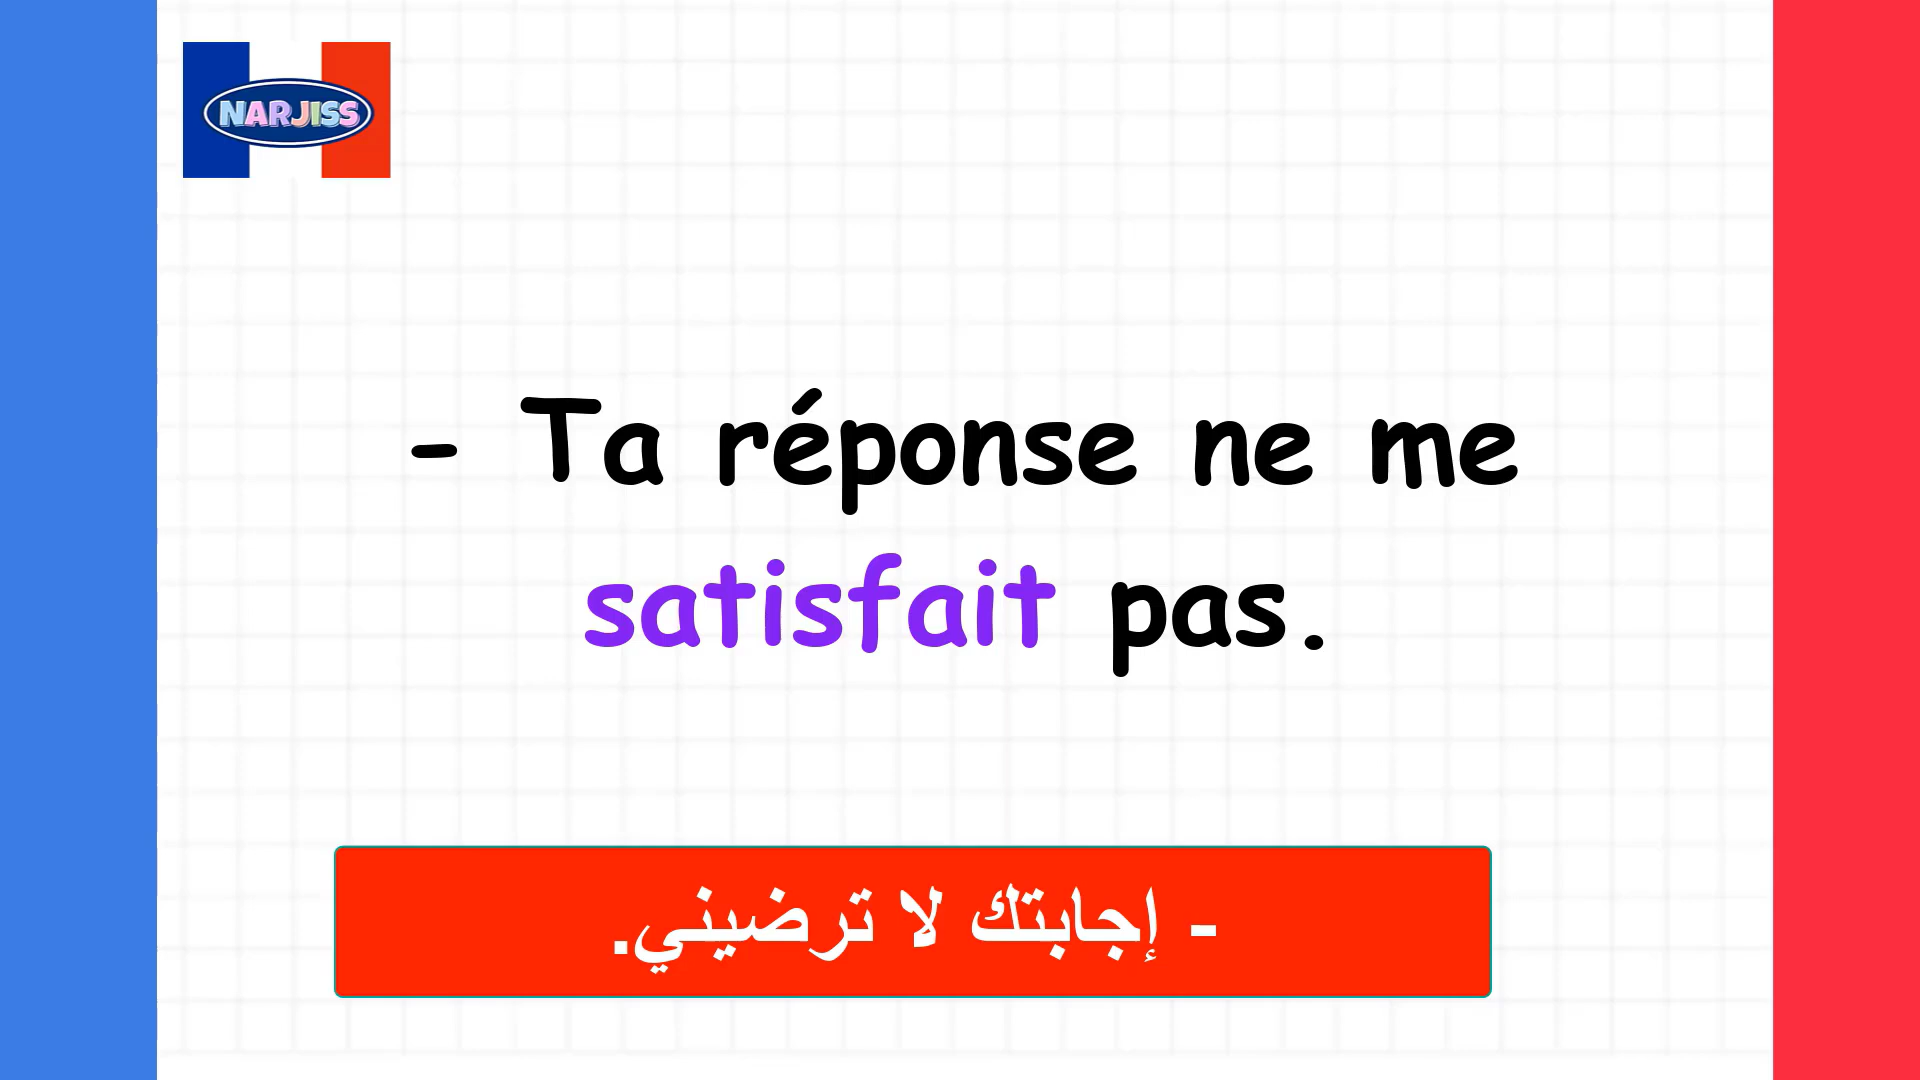 NARJISS
- Ta réponse ne me
satisfait pas.
- إجابتك لا ترضيني.